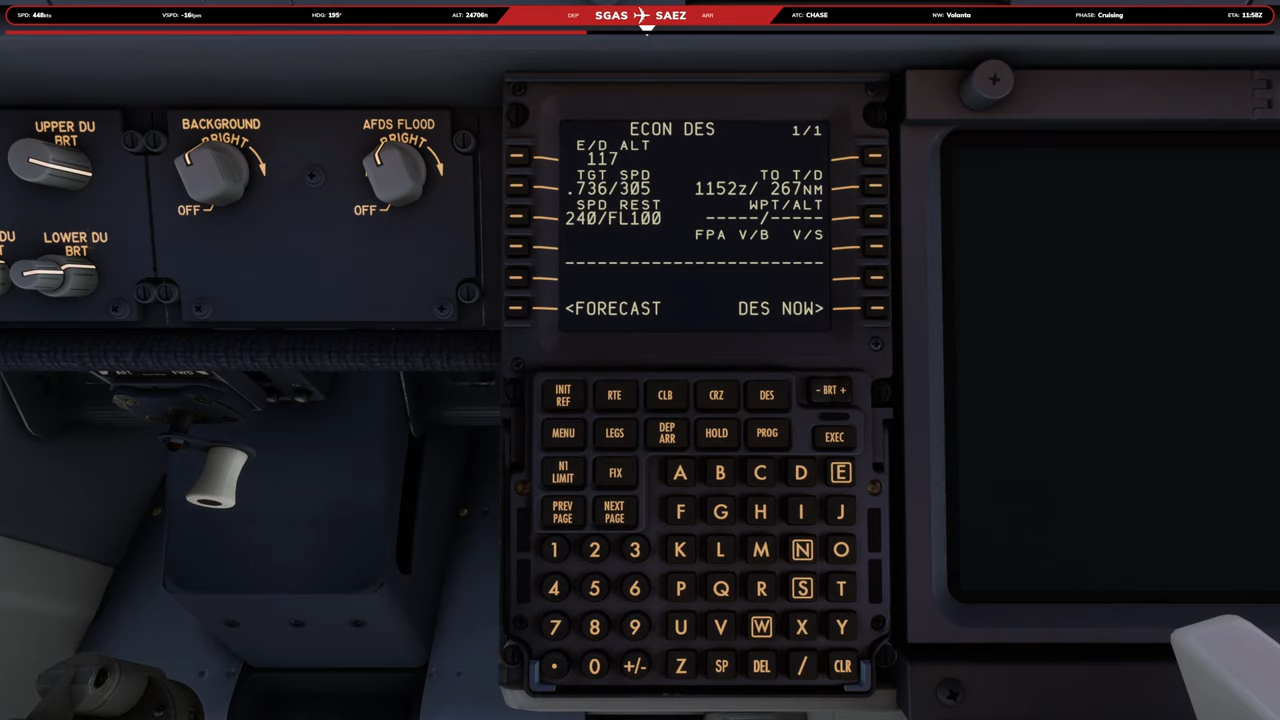 SPD: 448kts VSPD: -16fpm HDG: 195° ALT: 24706ft DEP SGAS SAEZ ARR ATC: CHASE NW: Volanta PHASE: Cruising ETA: 11:58Z
UPPER DU
BRT
BACKGROUND
BRIGHT
OFF
AFDS FLOOD
BRIGHT
OFF
DU
LOWER DU
BRT
ECON DES 1/1
E/D ALT
117
TGT SPD TO T/D
.736/305 1152z/ 267NM
SPD REST WPT/ALT
240/FL100 -----/-----
FPA V/B V/S
------------------------
<FORECAST DES NOW>
INIT REF RTE CLB CRZ DES - BRT +
MENU LEGS DEP ARR HOLD PROG EXEC
N1 LIMIT FIX A B C D E
PREV PAGE NEXT PAGE F G H I J
1 2 3 K L M N O
4 5 6 P Q R S T
7 8 9 U V W X Y
. 0 +/- Z SP DEL / CLR